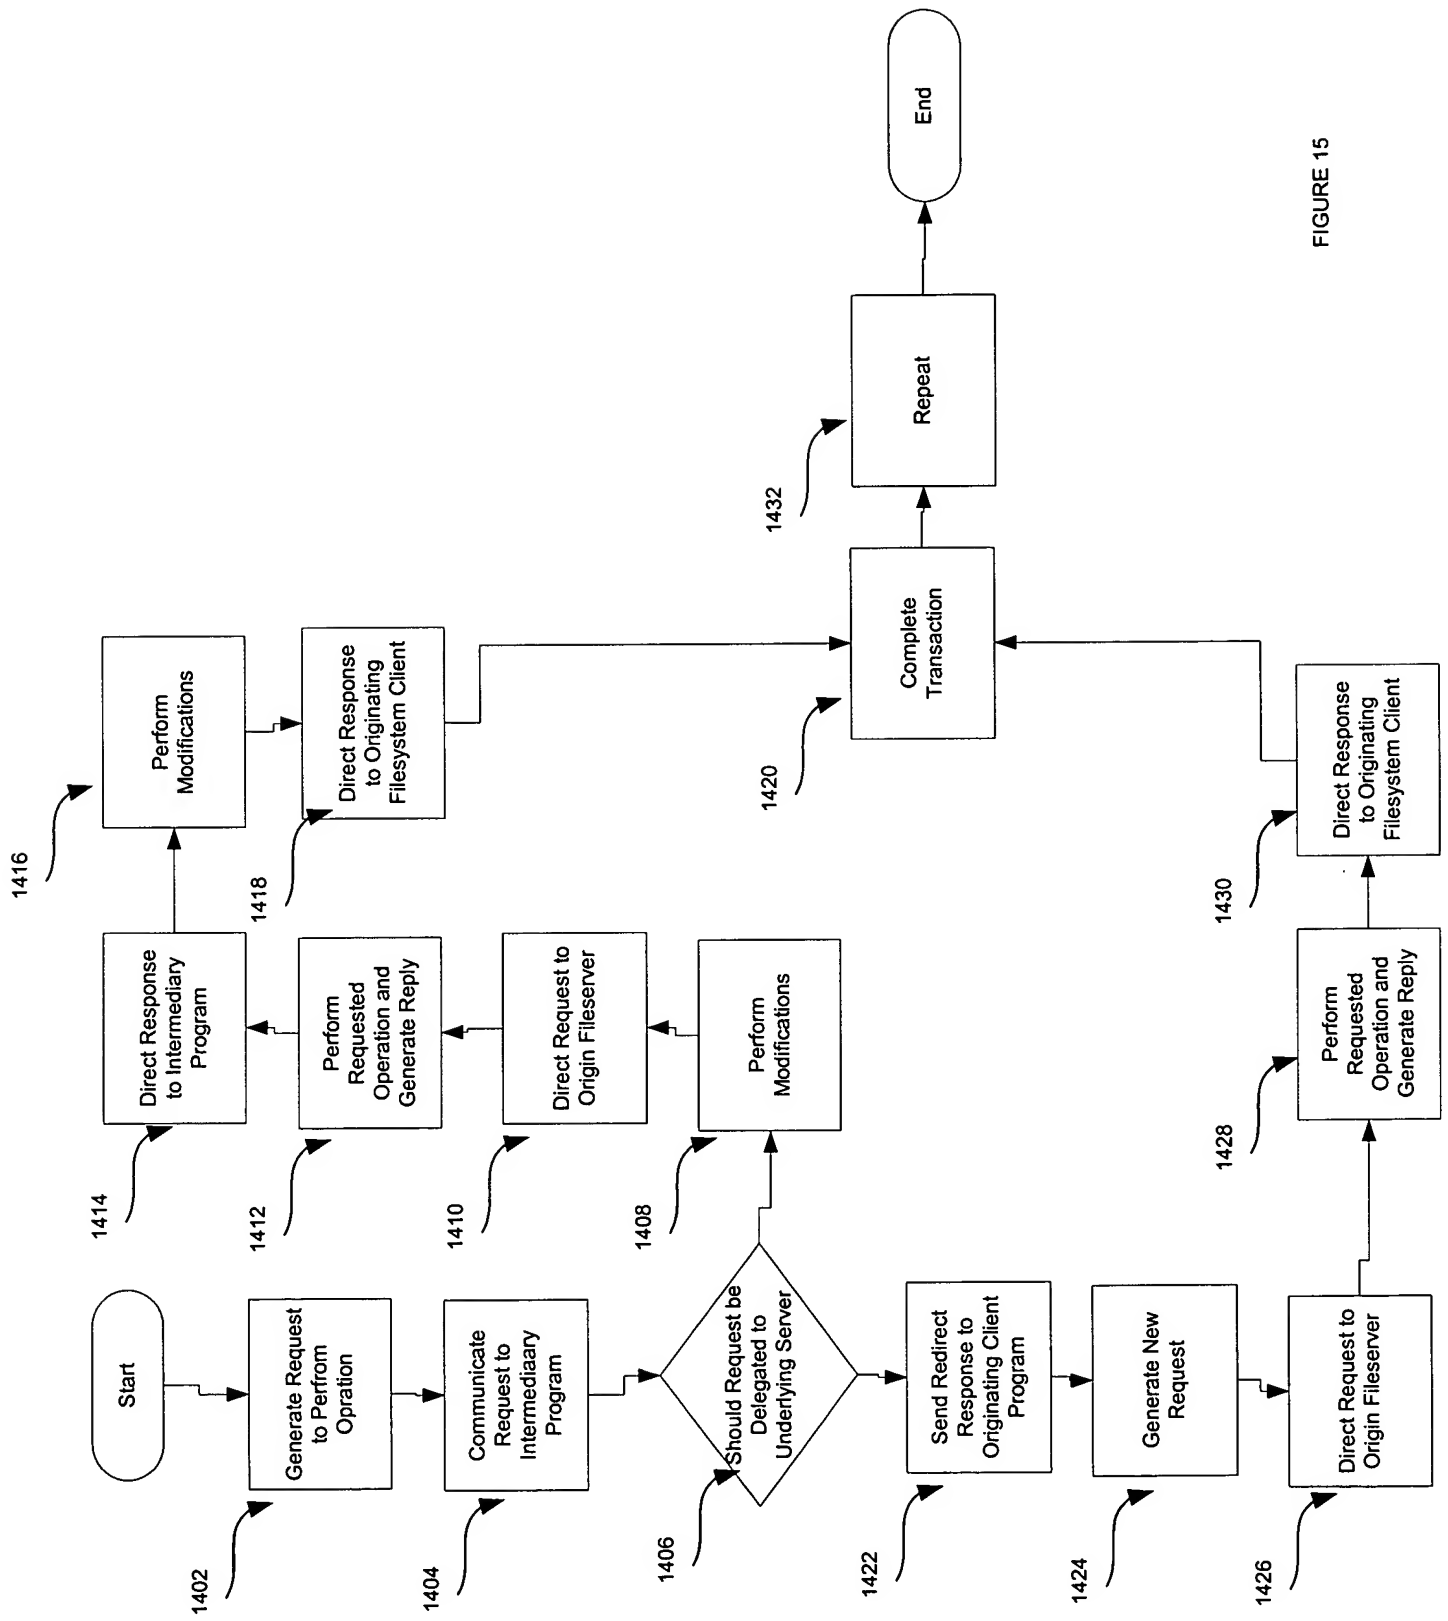 Start
1402
Generate Request
to Perfrom
Opration
1404
Communicate
Request to
Intermediaary
Program
1406
Should Request be
Delegated to
Underlying Server
1408
Perform
Modifications
1410
Direct Request to
Origin Fileserver
1412
Perform
Requested
Operation and
Generate Reply
1414
Direct Response
to Intermediary
Program
1416
Perform
Modifications
1418
Direct Response
to Originating
Filesystem Client
1420
Complete
Transaction
1422
Send Redirect
Response to
Originating Client
Program
1424
Generate New
Request
1426
Direct Request to
Origin Fileserver
1428
Perform
Requested
Operation and
Generate Reply
1430
Direct Response
to Originating
Filesystem Client
1432
Repeat
End
FIGURE 15